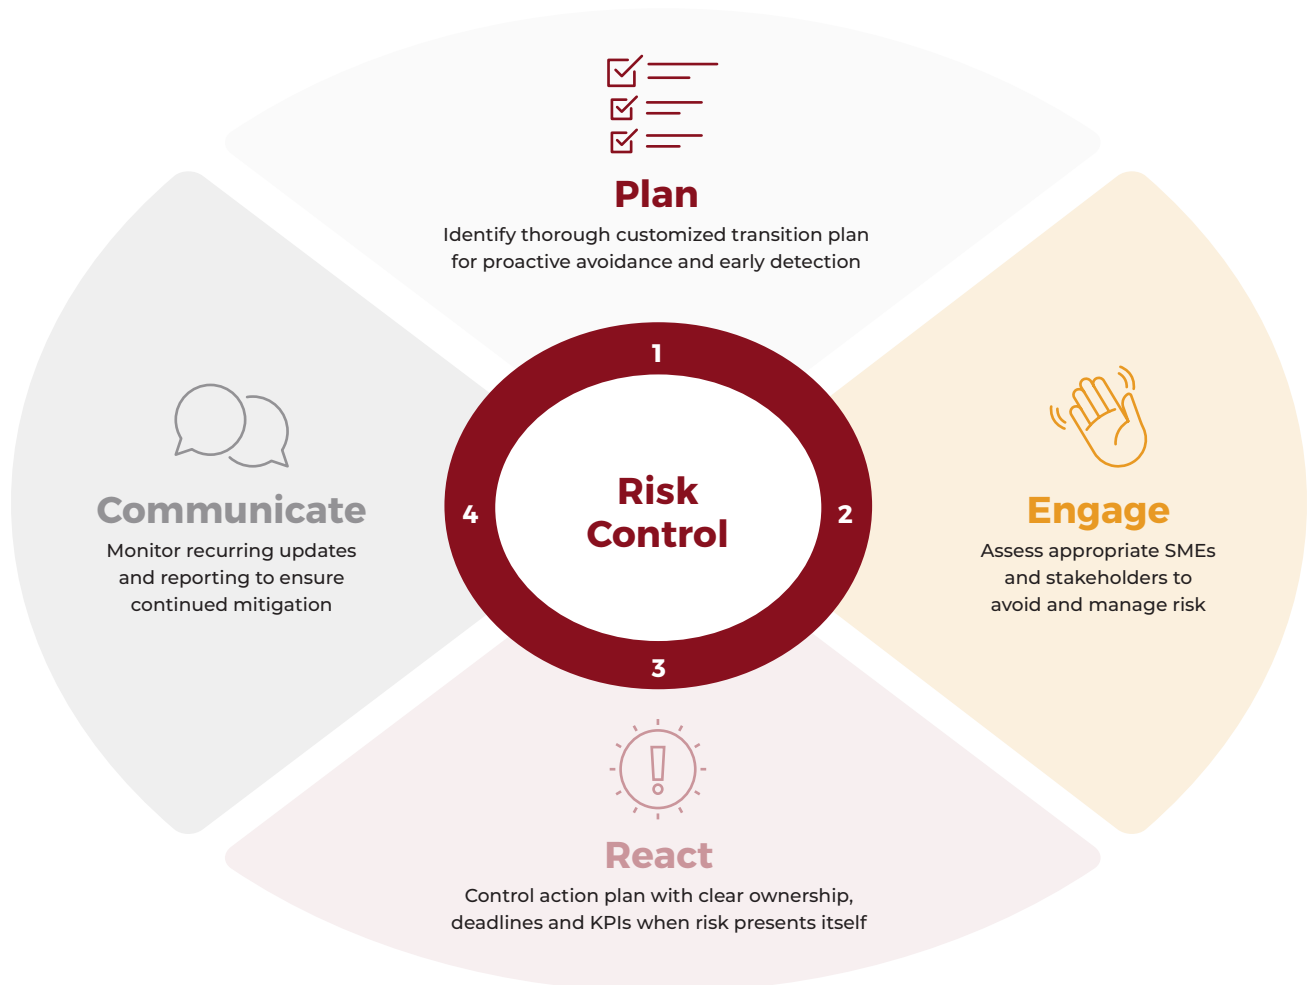 Plan
Identify thorough customized transition plan
for proactive avoidance and early detection
1
Risk
Control
2
3
4
Engage
Assess appropriate SMEs
and stakeholders to
avoid and manage risk
React
Control action plan with clear ownership,
deadlines and KPIs when risk presents itself
Communicate
Monitor recurring updates
and reporting to ensure
continued mitigation